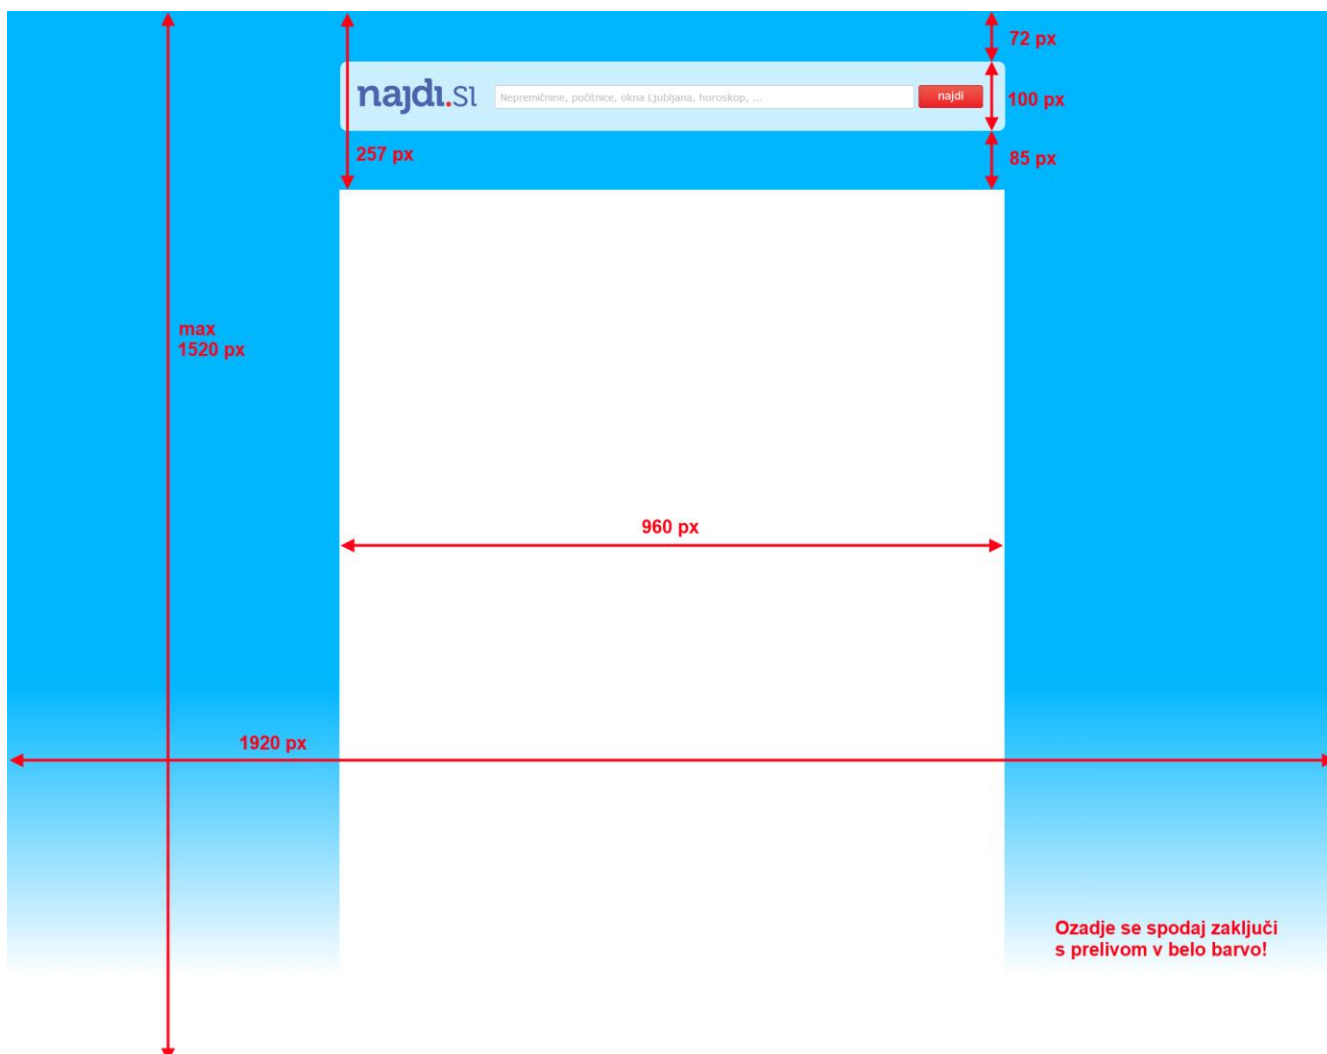 72 px
najdi.si
Nepremičnine, počitnice, okna Ljubljana, horoskop, ...
najdi
100 px
257 px
85 px
max
1520 px
960 px
1920 px
Ozadje se spodaj zaključi
s prelivom v belo barvo!